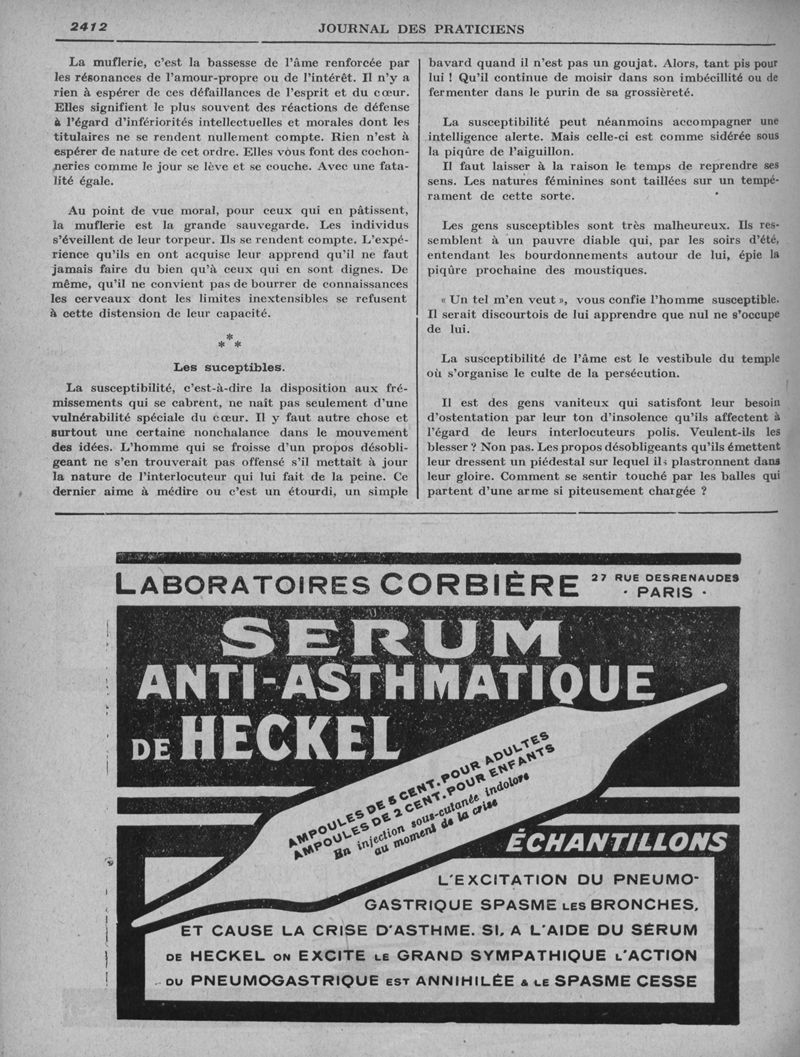 2412
JOURNAL DES PRATICIENS
La muflerie, c'est la bassesse de l'âme renforcée par
les résonances de l'amour-propre ou de l'intérêt. Il n'y a
rien à espérer de ces défaillances de l'esprit et du cœur.
Elles signifient le plus souvent des réactions de défense
à l'égard d'infériorités intellectuelles et morales dont les
titulaires ne se rendent nullement compte. Rien n'est à
espérer de nature de cet ordre. Elles vous font des cochon-
neries comme le jour se lève et se couche. Avec une fata-
lité égale.
Au point de vue moral, pour ceux qui en pâtissent,
la muflerie est la grande sauvegarde. Les individus
s'éveillent de leur torpeur. Ils se rendent compte. L'expé-
rience qu'ils en ont acquise leur apprend qu'il ne faut
jamais faire du bien qu'à ceux qui en sont dignes. De
même, qu'il ne convient pas de bourrer de connaissances
les cerveaux dont les limites inextensibles se refusent
à cette distension de leur capacité.
*
* *
Les suceptibles.
La susceptibilité, c'est-à-dire la disposition aux fré-
missements qui se cabrent, ne naît pas seulement d'une
vulnérabilité spéciale du cœur. Il y faut autre chose et
surtout une certaine nonchalance dans le mouvement
des idées. L'homme qui se froisse d'un propos désobli-
geant ne s'en trouverait pas offensé s'il mettait à jour
la nature de l'interlocuteur qui lui fait de la peine. Ce
dernier aime à médire ou c'est un étourdi, un simple
bavard quand il n'est pas un goujat. Alors, tant pis pour
lui ! Qu'il continue de moisir dans son imbécillité ou de
fermenter dans le purin de sa grossièreté.
La susceptibilité peut néanmoins accompagner une
intelligence alerte. Mais celle-ci est comme sidérée sous
la piqûre de l'aiguillon.
Il faut laisser à la raison le temps de reprendre ses
sens. Les natures féminines sont taillées sur un tempé-
rament de cette sorte.
Les gens susceptibles sont très malheureux. Ils res-
semblent à un pauvre diable qui, par les soirs d'été,
entendant les bourdonnements autour de lui, épie la
piqûre prochaine des moustiques.
« Un tel m'en veut », vous confie l'homme susceptible.
Il serait discourtois de lui apprendre que nul ne s'occupe
de lui.
La susceptibilité de l'âme est le vestibule du temple
où s'organise le culte de la persécution.
Il est des gens vaniteux qui satisfont leur besoin
d'ostentation par leur ton d'insolence qu'ils affectent à
l'égard de leurs interlocuteurs polis. Veulent-ils les
blesser ? Non pas. Les propos désobligeants qu'ils émettent
leur dressent un piédestal sur lequel ils plastronnent dans
leur gloire. Comment se sentir touché par les balles qui
partent d'une arme si piteusement chargée ?
LABORATOIRES CORBIÈRE
27 RUE DESRENAUDES
· PARIS ·
SERUM
ANTI-ASTHMATIQUE
DE HECKEL
AMPOULES DE 5 CENT. POUR ADULTES
AMPOULES DE 2 CENT. POUR ENFANTS
En injection sous-cutanée indolore
au moment de la crise
ÉCHANTILLONS
L'EXCITATION DU PNEUMO-
GASTRIQUE SPASME LES BRONCHES,
ET CAUSE LA CRISE D'ASTHME. SI, A L'AIDE DU SÉRUM
DE HECKEL ON EXCITE LE GRAND SYMPATHIQUE L'ACTION
DU PNEUMOGASTRIQUE EST ANNIHILÉE & LE SPASME CESSE